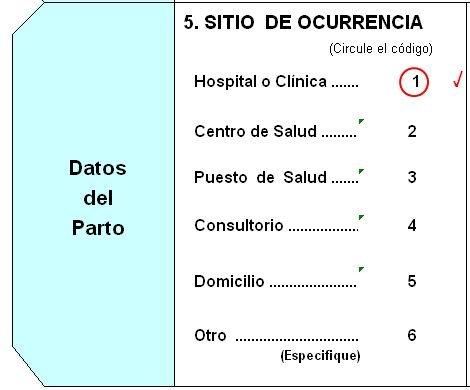 Datos
del
Parto
5. SITIO DE OCURRENCIA
(Circule el código)
Hospital o Clínica ....... 1 √
Centro de Salud ......... 2
Puesto de Salud ....... 3
Consultorio .................. 4
Domicilio ....................... 5
Otro ............................... 6
(Especifique)